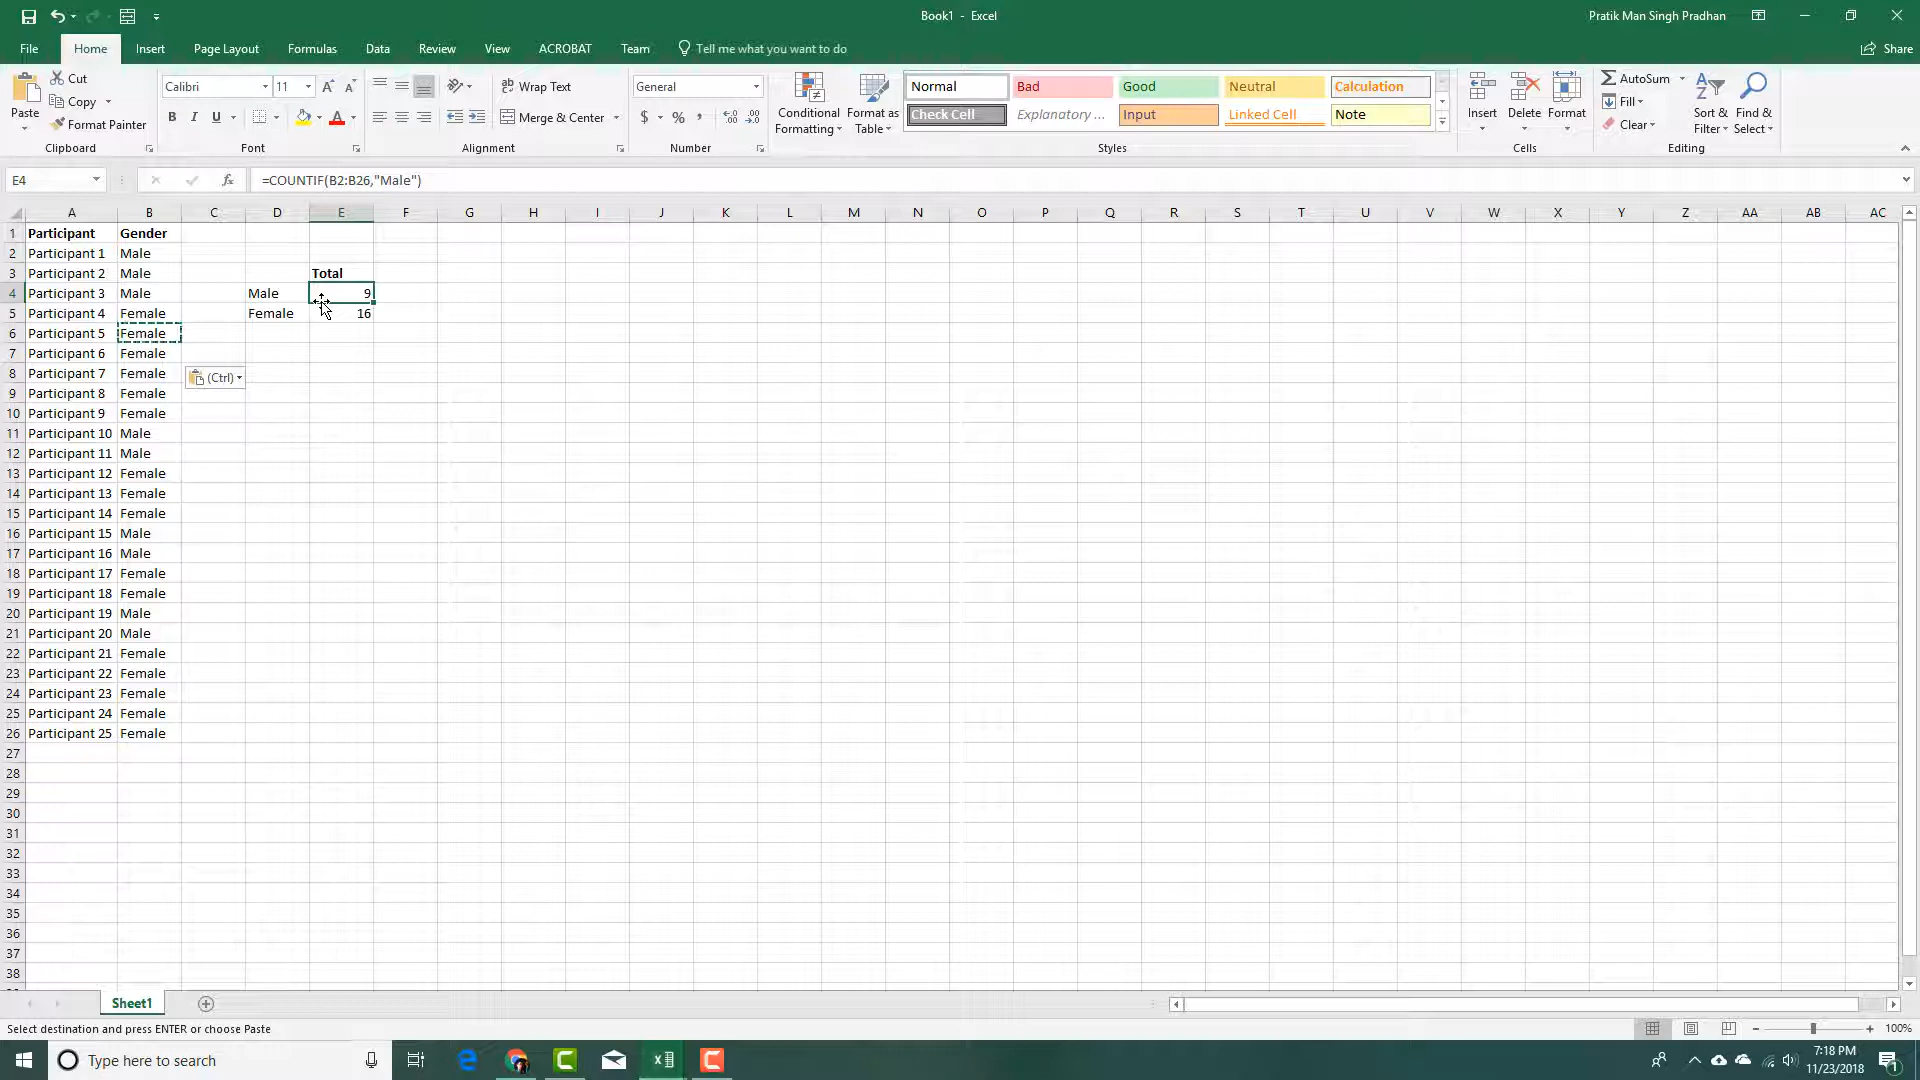 Book1 - Excel
Pratik Man Singh Pradhan
File Home Insert Page Layout Formulas Data Review View ACROBAT Team Tell me what you want to do Share
Paste
Cut
Copy
Format Painter
Clipboard
Calibri 11
B I U
Font
Wrap Text
Merge & Center
Alignment
General
$ % ,
Number
Conditional Formatting
Format as Table
Normal Bad Good Neutral Calculation
Check Cell Explanatory ... Input Linked Cell Note
Styles
Insert Delete Format
Cells
AutoSum
Fill
Clear
Sort & Filter
Find & Select
Editing
E4 fx =COUNTIF(B2:B26,"Male")
A B C D E F G H I J K L M N O P Q R S T U V W X Y Z AA AB AC
1 Participant Gender
2 Participant 1 Male
3 Participant 2 Male Total
4 Participant 3 Male Male 9
5 Participant 4 Female Female 16
6 Participant 5 Female
7 Participant 6 Female
8 Participant 7 Female (Ctrl)
9 Participant 8 Female
10 Participant 9 Female
11 Participant 10 Male
12 Participant 11 Male
13 Participant 12 Female
14 Participant 13 Female
15 Participant 14 Female
16 Participant 15 Male
17 Participant 16 Male
18 Participant 17 Female
19 Participant 18 Female
20 Participant 19 Male
21 Participant 20 Male
22 Participant 21 Female
23 Participant 22 Female
24 Participant 23 Female
25 Participant 24 Female
26 Participant 25 Female
27
28
29
30
31
32
33
34
35
36
37
38
Sheet1
Select destination and press ENTER or choose Paste
100%
Type here to search
7:18 PM
11/23/2018